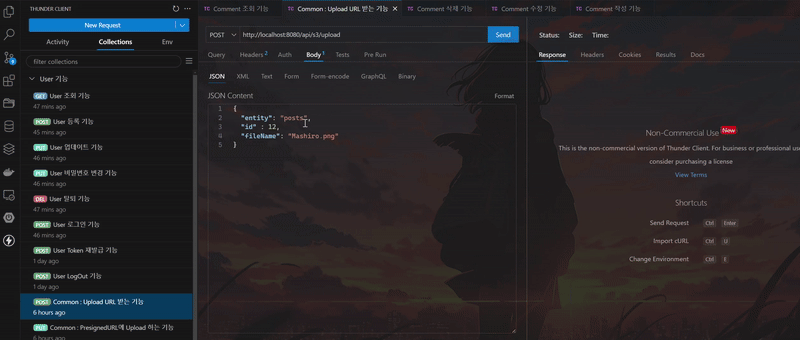 THUNDER CLIENT
New Request
Activity Collections Env
filter collections
User 기능
GET User 조회 기능
47 mins ago
POST User 등록 기능
45 mins ago
PUT User 업데이트 기능
46 mins ago
PUT User 비밀번호 변경 기능
46 mins ago
DEL User 탈퇴 기능
47 mins ago
POST User 로그인 기능
46 mins ago
POST User Token 재발급 기능
1 day ago
POST User LogOut 기능
1 day ago
POST Common : Upload URL 받는 기능
6 hours ago
PUT Common : PresignedURL에 Upload 하는 기능
TC Comment 조회 기능
TC Common : Upload URL 받는 기능
TC Comment 삭제 기능
TC Comment 수정 기능
TC Comment 작성 기능
POST http://localhost:8080/api/s3/upload Send
Query Headers 2 Auth Body 1 Tests Pre Run
JSON XML Text Form Form-encode GraphQL Binary
JSON Content Format
1 {
2 "entity": "posts",
3 "id" : 12,
4 "fileName": "Mashiro.png"
5 }
Status: Size: Time:
Response Headers Cookies Results Docs
Non-Commercial Use New
This is the non-commercial version of Thunder Client. For business or professional use
consider purchasing a license
View Terms
Shortcuts
Send Request Ctrl Enter
Import cURL Ctrl U
Change Environment Ctrl E